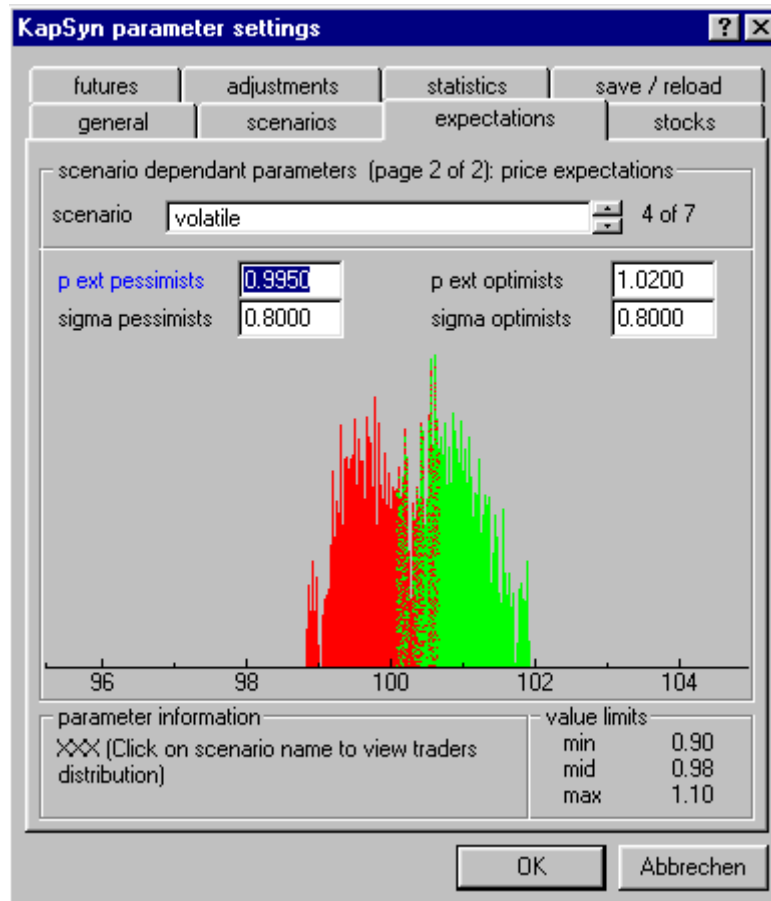 KapSyn parameter settings
futures adjustments statistics save / reload
general scenarios expectations stocks
scenario dependant parameters (page 2 of 2): price expectations
scenario volatile 4 of 7
p ext pessimists 0.9950 p ext optimists 1.0200
sigma pessimists 0.8000 sigma optimists 0.8000
96 98 100 102 104
parameter information
XXX (Click on scenario name to view traders
distribution)
value limits
min 0.90
mid 0.98
max 1.10
OK Abbrechen